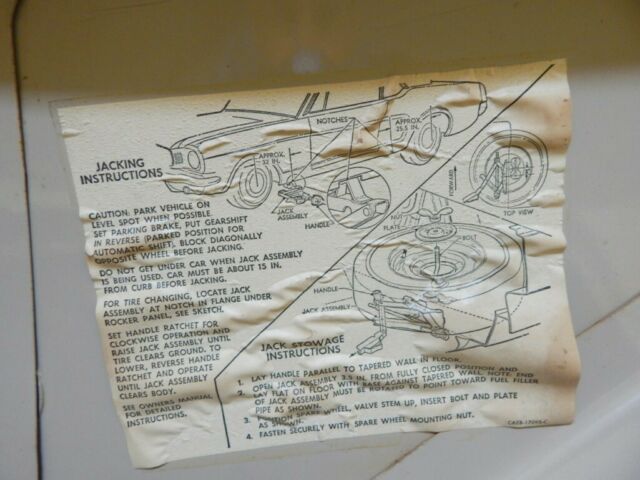 JACKING
INSTRUCTIONS
CAUTION: PARK VEHICLE ON
LEVEL SPOT WHEN POSSIBLE
SET PARKING BRAKE, PUT GEARSHIFT
IN REVERSE (PARKED POSITION FOR
AUTOMATIC SHIFT), BLOCK DIAGONALLY
OPPOSITE WHEEL BEFORE JACKING.
DO NOT GET UNDER CAR WHEN JACK ASSEMBLY
IS BEING USED. CAR MUST BE ABOUT 15 IN.
FROM CURB BEFORE JACKING.
FOR TIRE CHANGING, LOCATE JACK
ASSEMBLY AT NOTCH IN FLANGE UNDER
ROCKER PANEL, SEE SKETCH.
SET HANDLE RATCHET FOR
CLOCKWISE OPERATION AND
RAISE JACK ASSEMBLY UNTIL
TIRE CLEARS GROUND. TO
LOWER, REVERSE HANDLE
RATCHET AND OPERATE
UNTIL JACK ASSEMBLY
CLEARS BODY.
SEE OWNERS MANUAL
FOR DETAILED
INSTRUCTIONS.
NOTCHES
APPROX.
32 IN.
APPROX.
25.5 IN.
JACK
ASSEMBLY
HANDLE
FORWARD
TOP VIEW
NUT
PLATE
BOLT
HANDLE
JACK ASSEMBLY
JACK STOWAGE
INSTRUCTIONS
1. LAY HANDLE PARALLEL TO TAPERED WALL IN FLOOR.
2. OPEN JACK ASSEMBLY 3.5 IN. FROM FULLY CLOSED POSITION AND
LAY FLAT ON FLOOR WITH BASE AGAINST TAPERED WALL NOTE: END
OF JACK ASSEMBLY MUST BE ROTATED TO POINT TOWARD FUEL FILLER
PIPE AS SHOWN.
3. POSITION SPARE WHEEL, VALVE STEM UP, INSERT BOLT AND PLATE
AS SHOWN.
4. FASTEN SECURELY WITH SPARE WHEEL MOUNTING NUT.